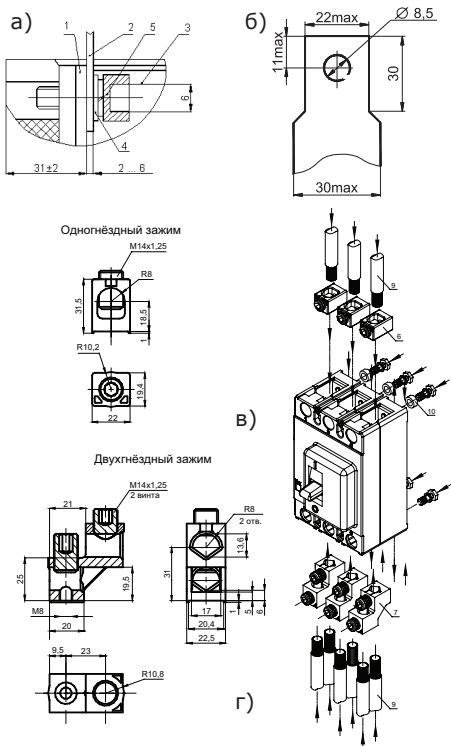 а)
1
2
5
3
6
4
31±2
2 ... 6
б)
22max
Ø 8,5
11max
30
30max
Одногнёздный зажим
M14x1,25
R8
31,5
18,5
1
R10,2
19,4
22
в)
9
6
10
7
9
Двухгнёздный зажим
M14x1,25
2 винта
21
R8
2 отв.
13,6
25
19,5
31
M8
20
17
20,4
22,5
1
5
6
9,5
23
R10,8
г)